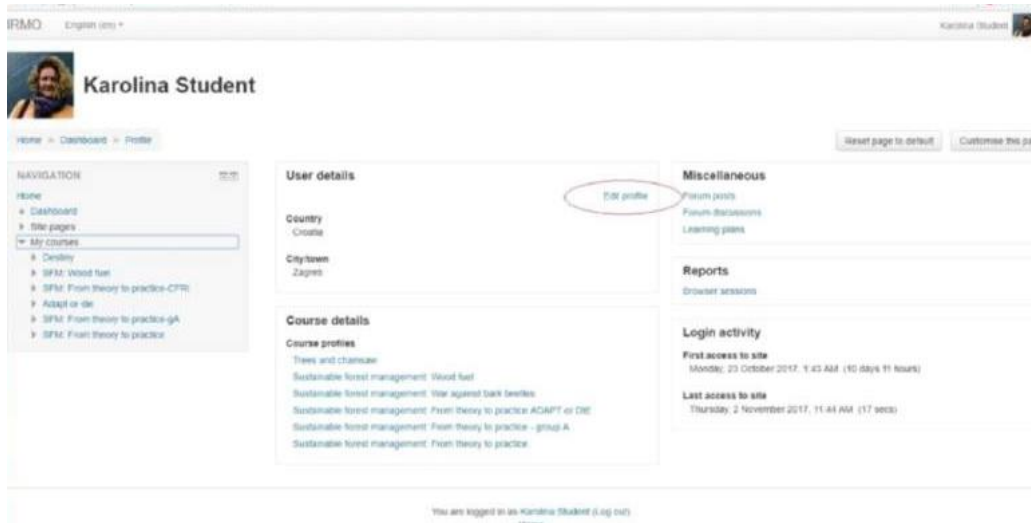 IRMO English (en)
Karolina Student
Karolina Student
Home Dashboard Profile
Reset page to default
Customise this pa
NAVIGATION
Home
Dashboard
Site pages
My courses
Destiny
SFM: Wood fuel
SFM: From theory to practice-CFRI
Adapt or die
SFM: From theory to practice-gA
SFM: From theory to practice
User details
Edit profile
Country
Croatia
City/town
Zagreb
Course details
Course profiles
Trees and chainsaw
Sustainable forest management: Wood fuel
Sustainable forest management: War against bark beetles
Sustainable forest management: From theory to practice ADAPT or DIE
Sustainable forest management: From theory to practice - group A
Sustainable forest management: From theory to practice
Miscellaneous
Forum posts
Forum discussions
Learning plans
Reports
Browser sessions
Login activity
First access to site
Monday, 23 October 2017, 1:43 AM (10 days 11 hours)
Last access to site
Thursday, 2 November 2017, 11:44 AM (17 secs)
You are logged in as Karolina Student (Log out)